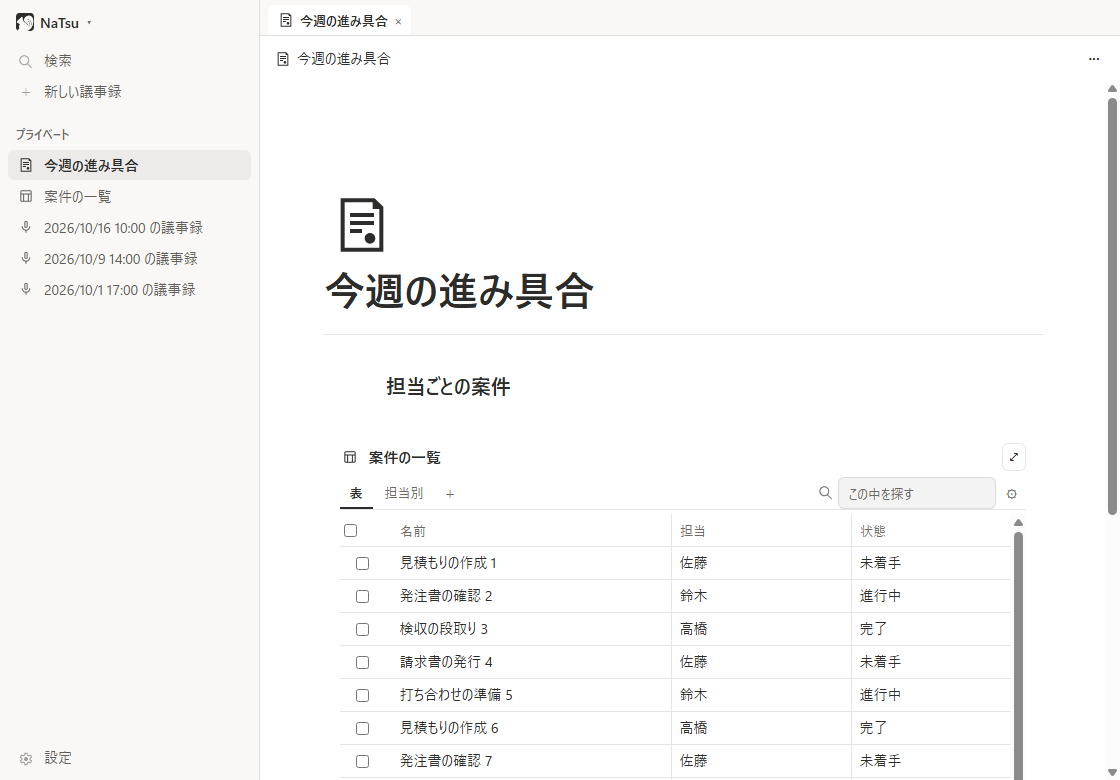 NaTsu
検索
新しい議事録
プライベート
今週の進み具合
案件の一覧
2026/10/16 10:00 の議事録
2026/10/9 14:00 の議事録
2026/10/1 17:00 の議事録
設定
今週の進み具合 ×
今週の進み具合
今週の進み具合
担当ごとの案件
案件の一覧
表 担当別 + この中を探す
名前 担当 状態
見積もりの作成 1 佐藤 未着手
発注書の確認 2 鈴木 進行中
検収の段取り 3 高橋 完了
請求書の発行 4 佐藤 未着手
打ち合わせの準備 5 鈴木 進行中
見積もりの作成 6 高橋 完了
発注書の確認 7 佐藤 未着手